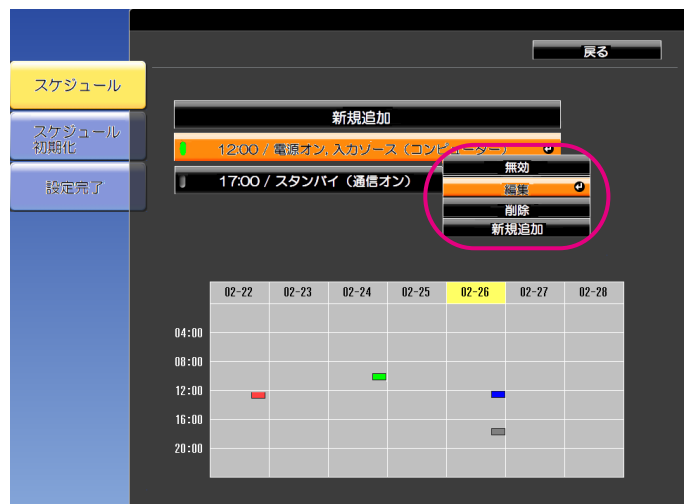 戻る
スケジュール
スケジュール
初期化
設定完了
新規追加
12:00 / 電源オン, 入力ソース（コンピューター）
17:00 / スタンバイ（通信オン）
無効
編集
削除
新規追加
02-22 02-23 02-24 02-25 02-26 02-27 02-28
04:00
08:00
12:00
16:00
20:00